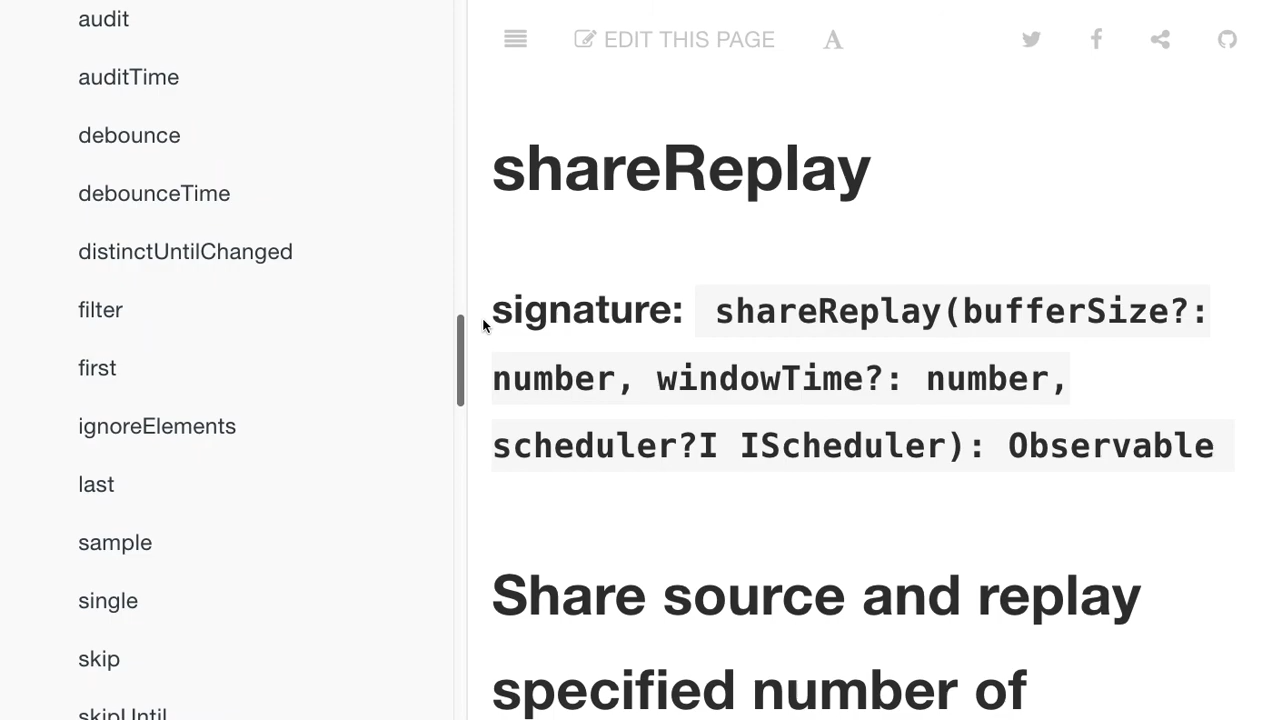 audit
auditTime
debounce
debounceTime
distinctUntilChanged
filter
first
ignoreElements
last
sample
single
skip
skipUntil
EDIT THIS PAGE
A
shareReplay
signature: shareReplay(bufferSize?:
number, windowTime?: number,
scheduler?I IScheduler): Observable
Share source and replay
specified number of